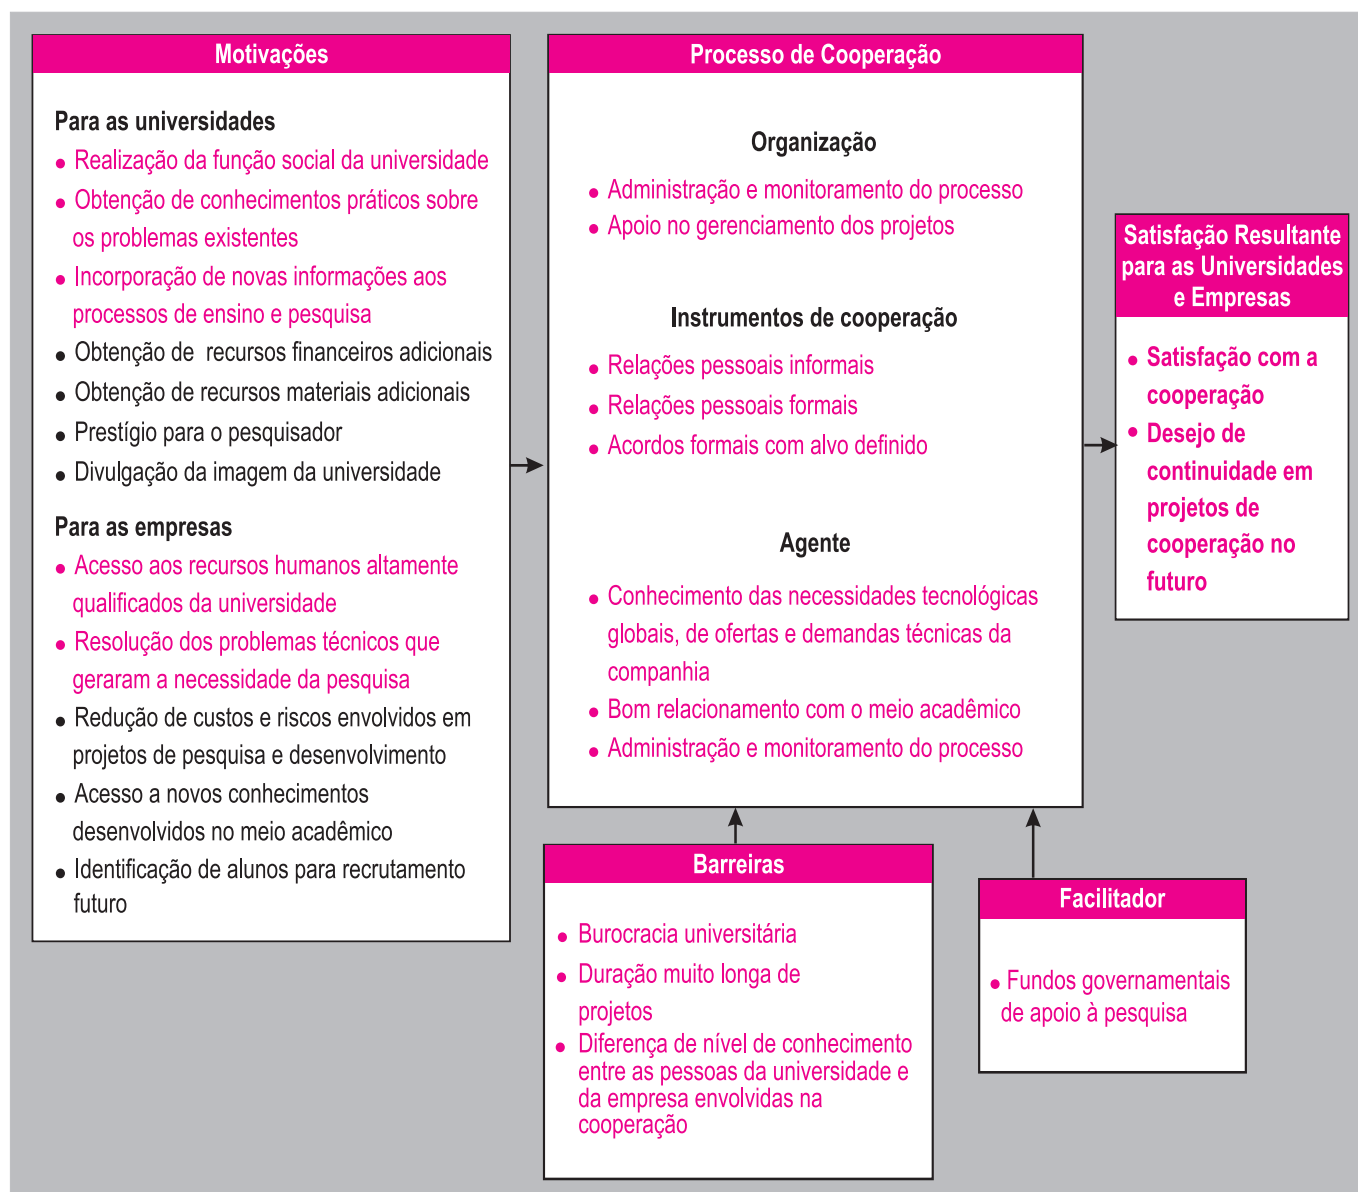 Motivações
Para as universidades
• Realização da função social da universidade
• Obtenção de conhecimentos práticos sobre
os problemas existentes
• Incorporação de novas informações aos
processos de ensino e pesquisa
• Obtenção de recursos financeiros adicionais
• Obtenção de recursos materiais adicionais
• Prestígio para o pesquisador
• Divulgação da imagem da universidade
Para as empresas
• Acesso aos recursos humanos altamente
qualificados da universidade
• Resolução dos problemas técnicos que
geraram a necessidade da pesquisa
• Redução de custos e riscos envolvidos em
projetos de pesquisa e desenvolvimento
• Acesso a novos conhecimentos
desenvolvidos no meio acadêmico
• Identificação de alunos para recrutamento
futuro
Processo de Cooperação
Organização
• Administração e monitoramento do processo
• Apoio no gerenciamento dos projetos
Instrumentos de cooperação
• Relações pessoais informais
• Relações pessoais formais
• Acordos formais com alvo definido
Agente
• Conhecimento das necessidades tecnológicas
globais, de ofertas e demandas técnicas da
companhia
• Bom relacionamento com o meio acadêmico
• Administração e monitoramento do processo
Satisfação Resultante
para as Universidades
e Empresas
• Satisfação com a
cooperação
• Desejo de
continuidade em
projetos de
cooperação no
futuro
Barreiras
• Burocracia universitária
• Duração muito longa de
projetos
• Diferença de nível de conhecimento
entre as pessoas da universidade e
da empresa envolvidas na
cooperação
Facilitador
• Fundos governamentais
de apoio à pesquisa